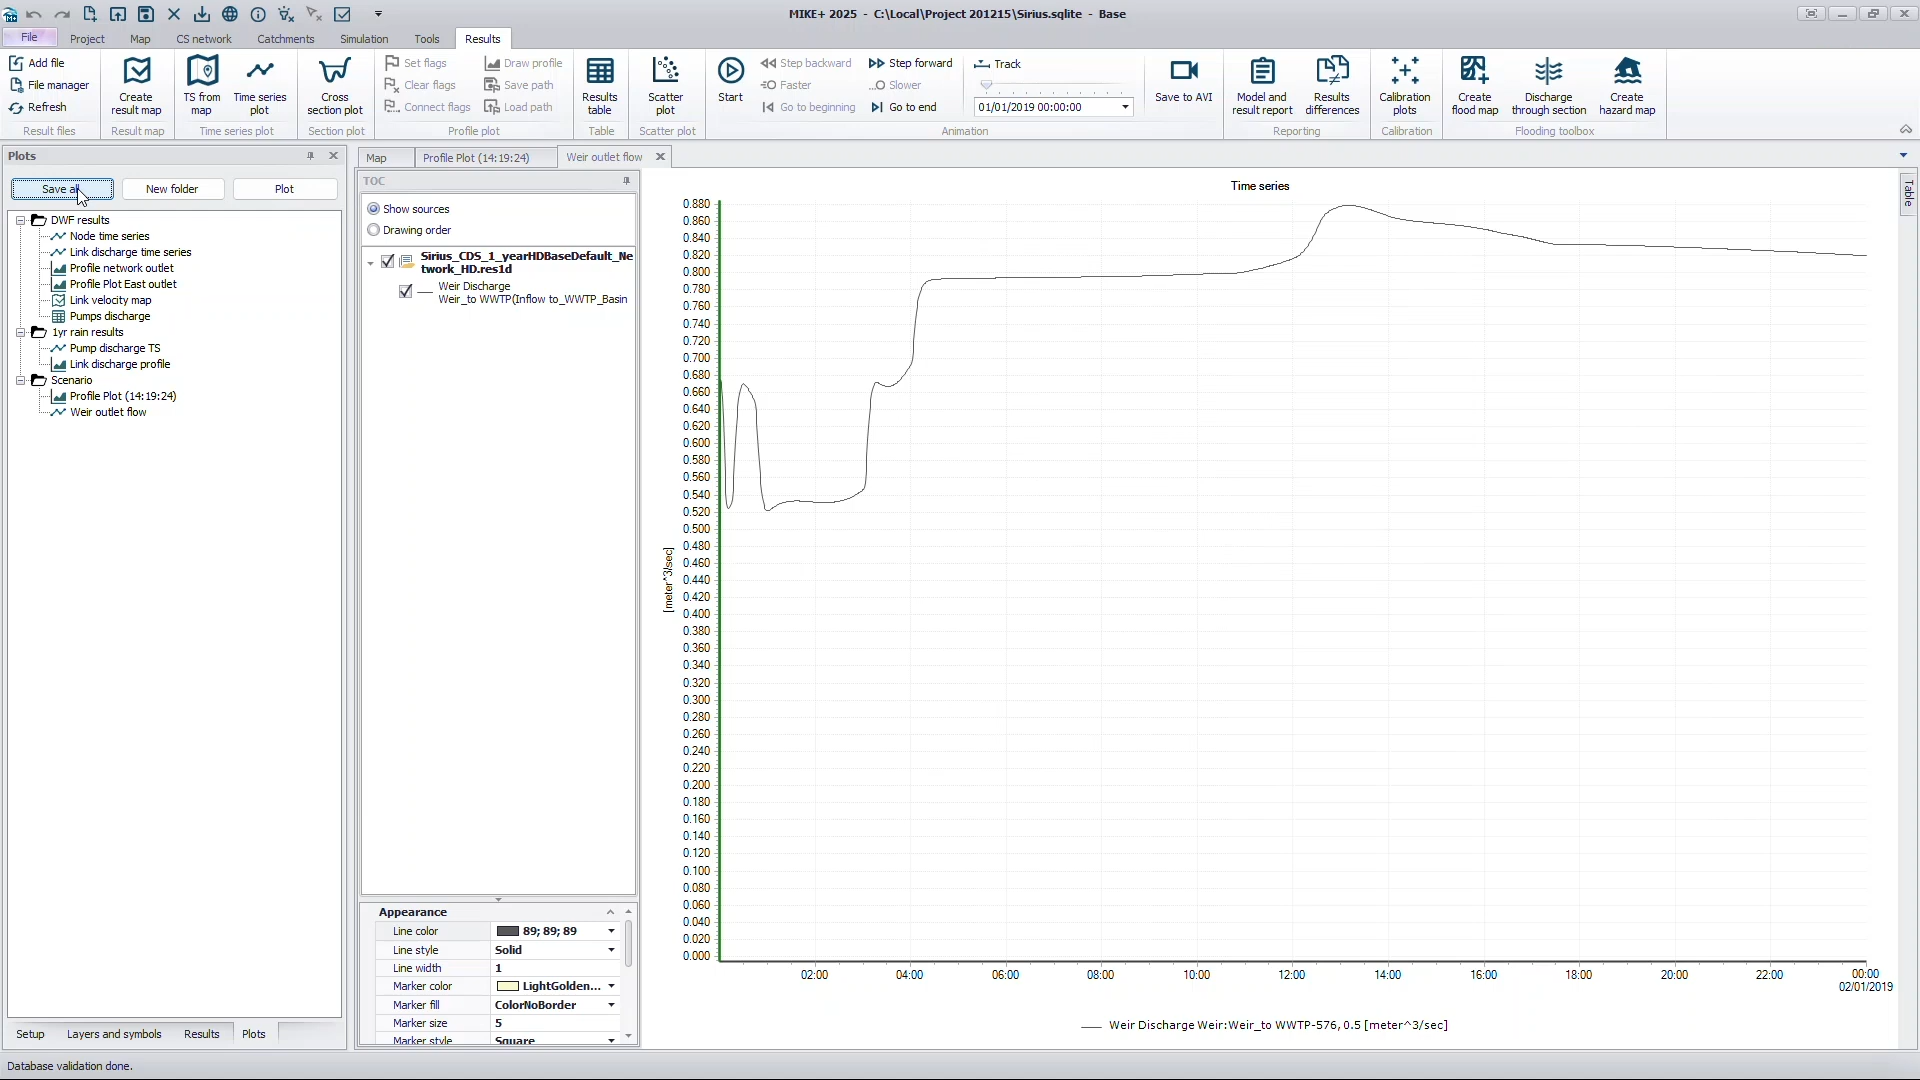 MIKE+ 2025 - C:\Local\Project 201215\Sirius.sqlite - Base
File Project Map CS network Catchments Simulation Tools Results
Add file
File manager
Refresh
Result files
Create
result map
Result map
TS from
map
Time series
plot
Time series plot
Cross
section plot
Section plot
Set flags
Clear flags
Connect flags
Draw profile
Save path
Load path
Profile plot
Results
table
Table
Scatter
plot
Scatter plot
Start
Step backward
Faster
Go to beginning
Step forward
Slower
Go to end
Track
01/01/2019 00:00:00
Animation
Save to AVI
Model and
result report
Results
differences
Reporting
Calibration
plots
Calibration
Create
flood map
Discharge
through section
Create
hazard map
Flooding toolbox
Plots
Save all
New folder
Plot
DWF results
Node time series
Link discharge time series
Profile network outlet
Profile Plot East outlet
Link velocity map
Pumps discharge
1yr rain results
Pump discharge TS
Link discharge profile
Scenario
Profile Plot (14:19:24)
Weir outlet flow
Setup Layers and symbols Results Plots
Map Profile Plot (14:19:24) Weir outlet flow
TOC
Show sources
Drawing order
Sirius_CDS_1_yearHDBaseDefault_Ne
twork_HD.res1d
Weir Discharge
Weir_to WWTP(Inflow to_WWTP_Basin
Appearance
Line color 89; 89; 89
Line style Solid
Line width 1
Marker color LightGolden...
Marker fill ColorNoBorder
Marker size 5
Marker style Square
Time series
0.880
0.860
0.840
0.820
0.800
0.780
0.760
0.740
0.720
0.700
0.680
0.660
0.640
0.620
0.600
0.580
0.560
0.540
0.520
0.500
0.480
0.460
0.440
0.420
0.400
0.380
0.360
0.340
0.320
0.300
0.280
0.260
0.240
0.220
0.200
0.180
0.160
0.140
0.120
0.100
0.080
0.060
0.040
0.020
0.000
[meter^3/sec]
02:00 04:00 06:00 08:00 10:00 12:00 14:00 16:00 18:00 20:00 22:00 00:00
02/01/2019
Weir Discharge Weir:Weir_to WWTP-576, 0.5 [meter^3/sec]
Table
Database validation done.